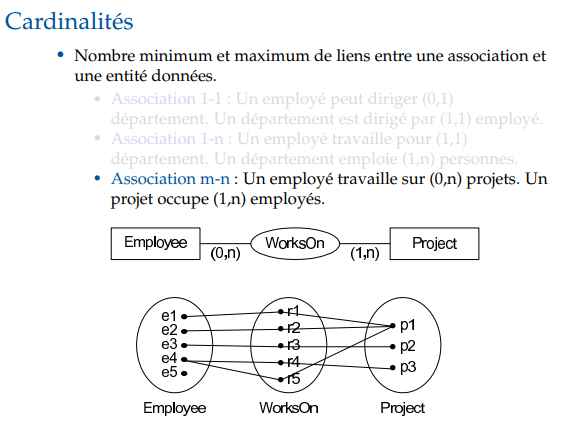 Cardinalités
• Nombre minimum et maximum de liens entre une association et
une entité données.
• Association 1-1 : Un employé peut diriger (0,1)
département. Un département est dirigé par (1,1) employé.
• Association 1-n : Un employé travaille pour (1,1)
département. Un département emploie (1,n) personnes.
• Association m-n : Un employé travaille sur (0,n) projets. Un
projet occupe (1,n) employés.
Employee (0,n) WorksOn (1,n) Project
e1 r1
e2 r2 p1
e3 r3 p2
e4 r4 p3
e5 r5
Employee WorksOn Project